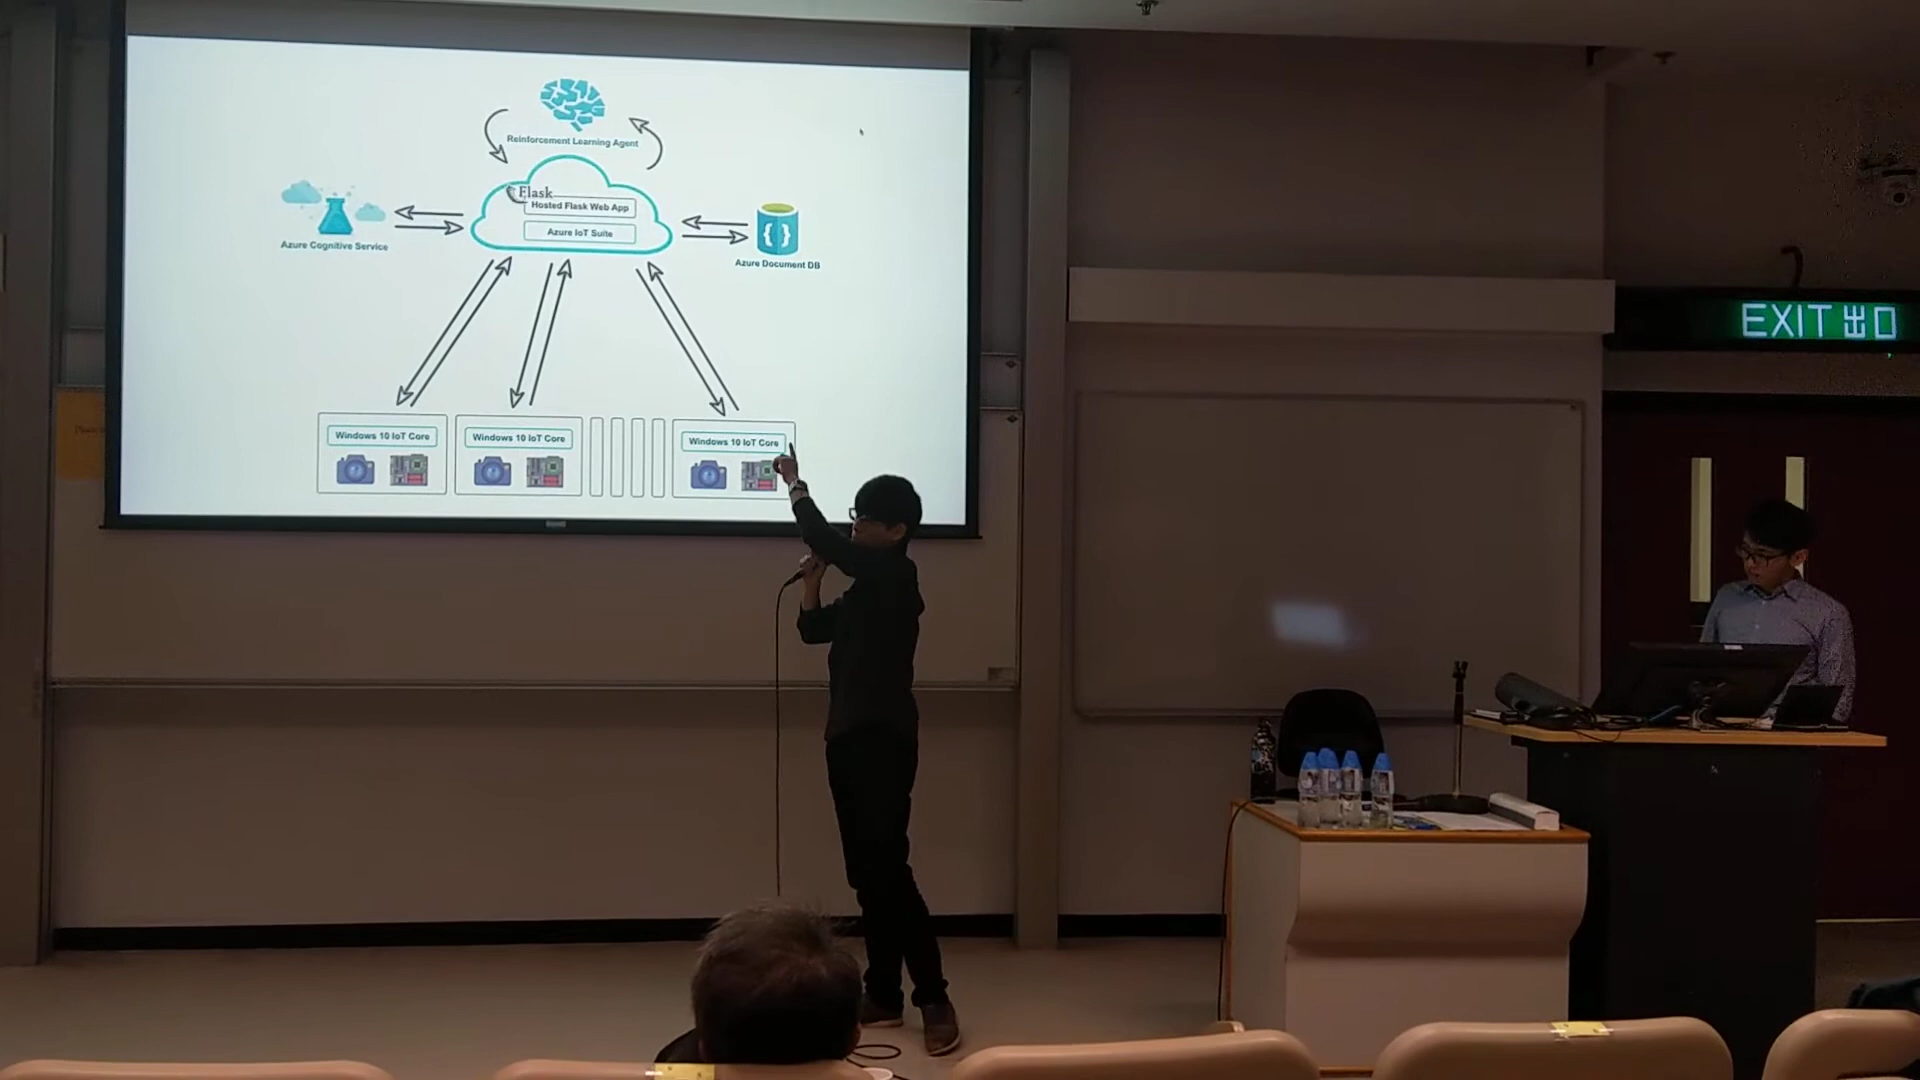 Reinforcement Learning Agent
Flask
Hosted Flask Web App
Azure IoT Suite
Azure Cognitive Service
Azure Document DB
Windows 10 IoT Core
Windows 10 IoT Core
Windows 10 IoT Core
EXIT 出口